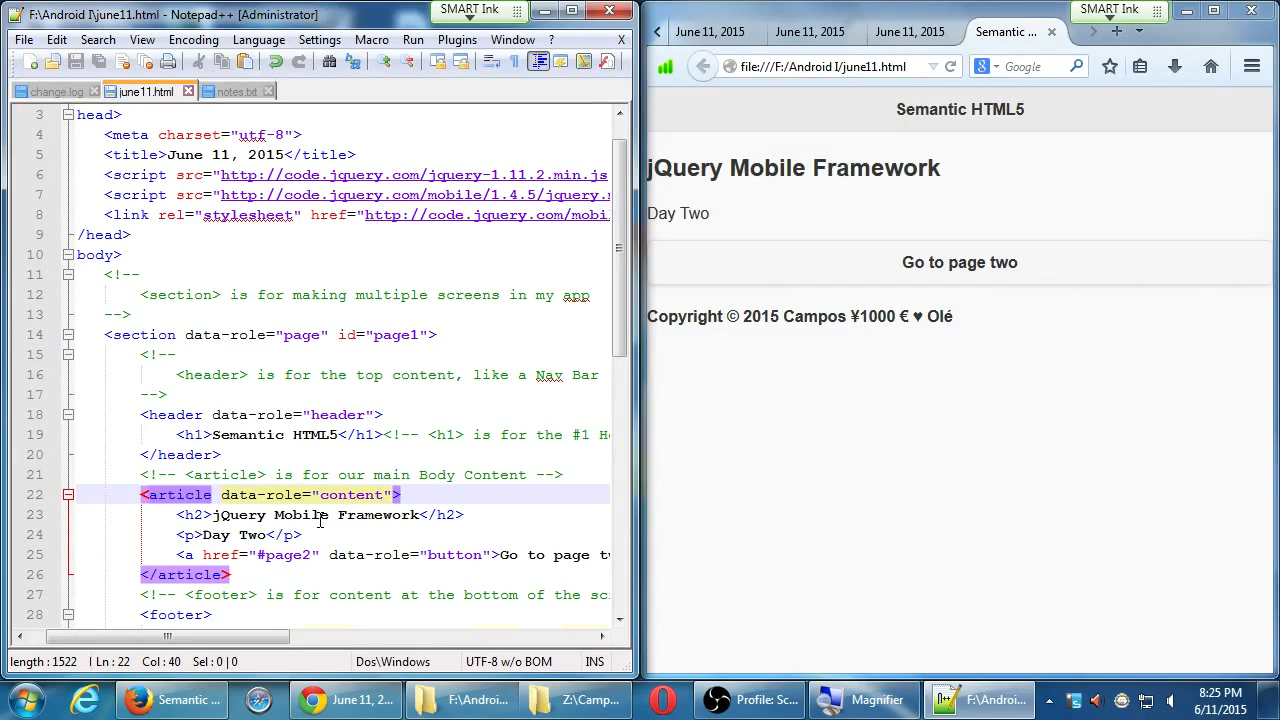 F:\Android I\june11.html - Notepad++ [Administrator]
SMART Ink
File Edit Search View Encoding Language Settings Macro Run Plugins Window ? X
change.log june11.html notes.txt
3 head>
4 <meta charset="utf-8">
5 <title>June 11, 2015</title>
6 <script src="http://code.jquery.com/jquery-1.11.2.min.js
7 <script src="http://code.jquery.com/mobile/1.4.5/jquery.m
8 <link rel="stylesheet" href="http://code.jquery.com/mobi
9 /head>
10 body>
11 <!--
12 <section> is for making multiple screens in my app
13 -->
14 <section data-role="page" id="page1">
15 <!--
16 <header> is for the top content, like a Nav Bar
17 -->
18 <header data-role="header">
19 <h1>Semantic HTML5</h1><!-- <h1> is for the #1 He
20 </header>
21 <!-- <article> is for our main Body Content -->
22 <article data-role="content">
23 <h2>jQuery Mobile Framework</h2>
24 <p>Day Two</p>
25 <a href="#page2" data-role="button">Go to page tw
26 </article>
27 <!-- <footer> is for content at the bottom of the scr
28 <footer>
length : 1522 Ln : 22 Col : 40 Sel : 0 | 0 Dos\Windows UTF-8 w/o BOM INS
SMART Ink
June 11, 2015 June 11, 2015 June 11, 2015 Semantic ...
file:///F:/Android I/june11.html Google
Semantic HTML5
jQuery Mobile Framework
Day Two
Go to page two
Copyright © 2015 Campos ¥1000 € ♥ Olé
Semantic ... June 11, 2... F:\Androi... Z:\Camp... Profile: Sc... Magnifier F:\Androi...
8:25 PM
6/11/2015